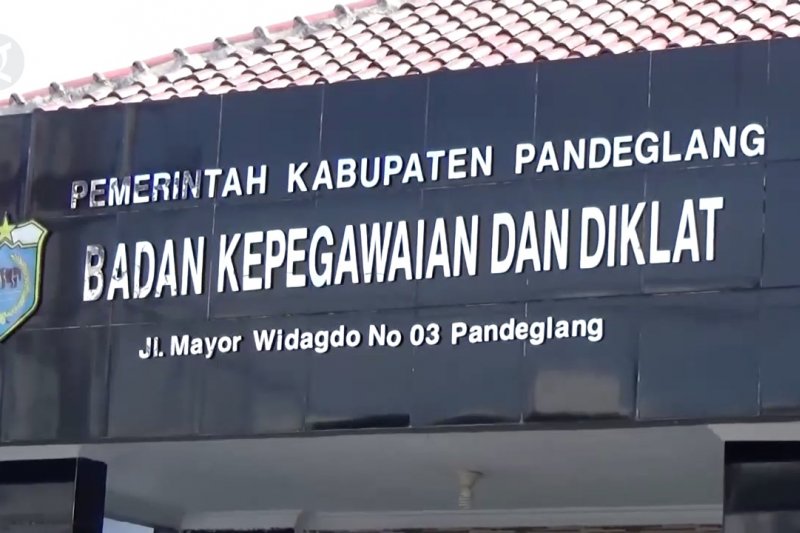 PEMERINTAH KABUPATEN PANDEGLANG
BADAN KEPEGAWAIAN DAN DIKLAT
Jl. Mayor Widagdo No 03 Pandeglang